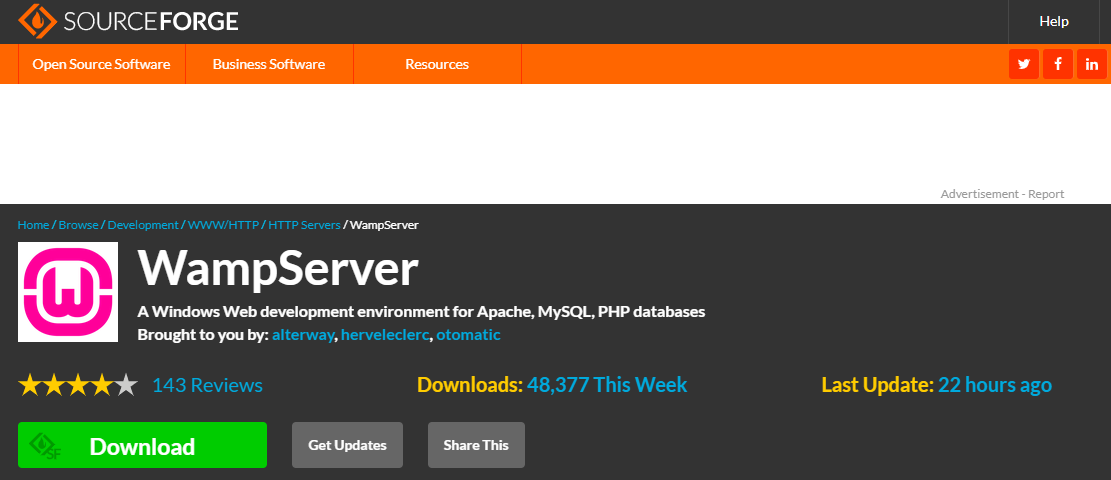 SOURCEFORGE
Help
Open Source Software
Business Software
Resources
Advertisement - Report
Home / Browse / Development / WWW/HTTP / HTTP Servers / WampServer
WampServer
A Windows Web development environment for Apache, MySQL, PHP databases
Brought to you by: alterway, herveleclerc, otomatic
143 Reviews
Downloads: 48,377 This Week
Last Update: 22 hours ago
SF
Download
Get Updates
Share This